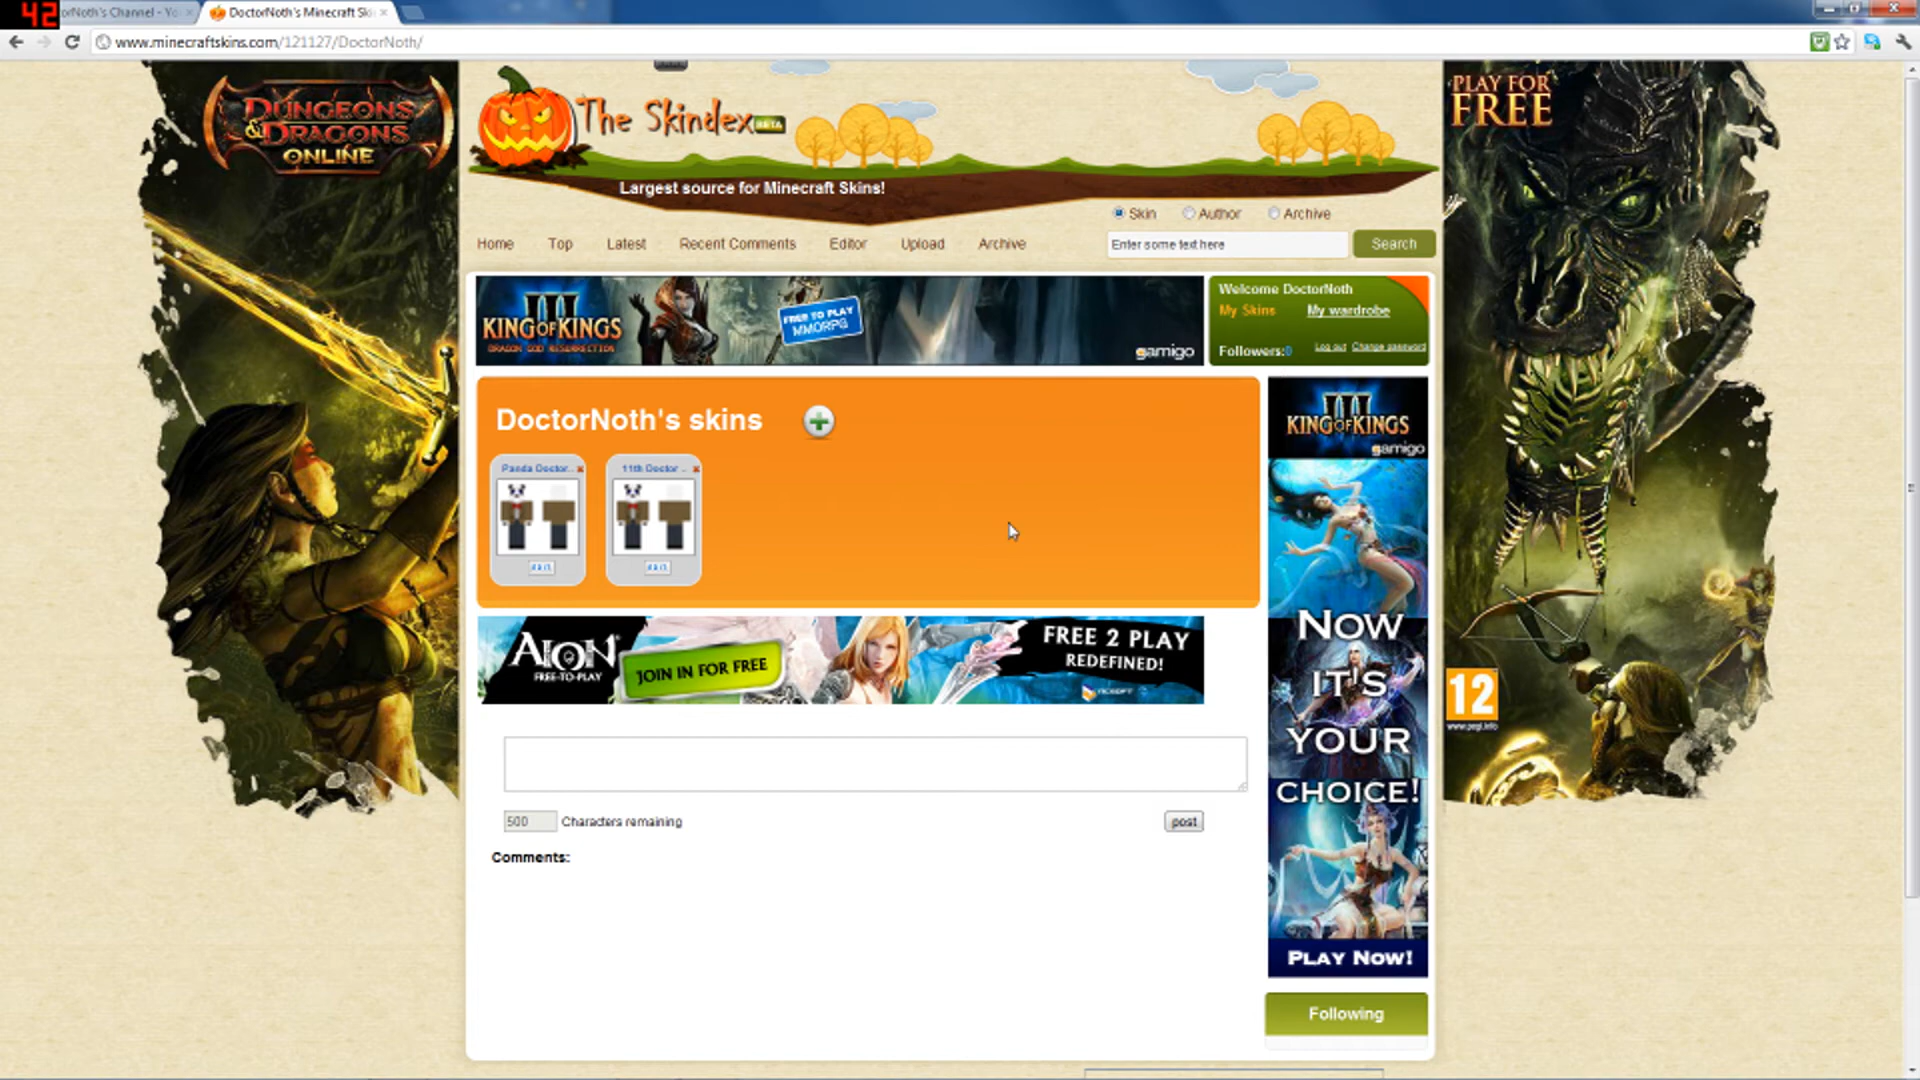 42
orNoth's Channel - Yo
DoctorNoth's Minecraft Ski
www.minecraftskins.com/121127/DoctorNoth/
DUNGEONS
& DRAGONS
ONLINE
PLAY FOR
FREE
The Skindex BETA
Largest source for Minecraft Skins!
Skin Author Archive
Home Top Latest Recent Comments Editor Upload Archive
Enter some text here Search
III
KING OF KINGS
DRAGON GOD RESURRECTION
FREE TO PLAY
MMORPG
gamigo
Welcome DoctorNoth
My Skins My wardrobe
Followers:0 Log out Change password
DoctorNoth's skins
Panda Doctor..
11th Doctor ..
III
KING OF KINGS
gamigo
NOW
IT'S
YOUR
CHOICE!
PLAY NOW!
AION
FREE-TO-PLAY
JOIN IN FOR FREE
FREE 2 PLAY
REDEFINED!
NCSOFT
12
www.pegi.info
500 Characters remaining
post
Comments:
Following